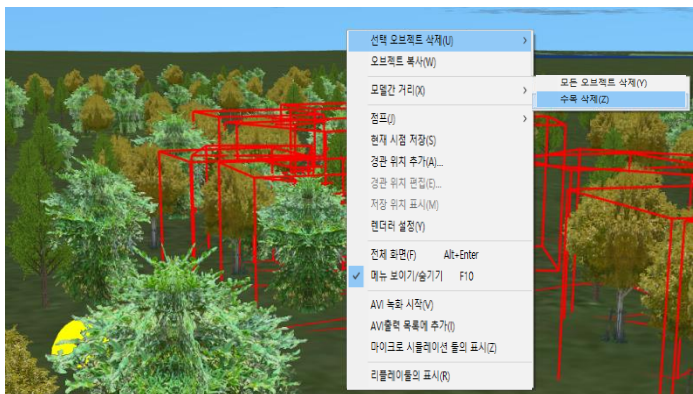 선택 오브젝트 삭제(U)
오브젝트 복사(W)
모델간 거리(X)
점프(J)
현재 시점 저장(S)
경관 위치 추가(A)...
경관 위치 편집(E)...
저장 위치 표시(M)
렌더러 설정(Y)
전체 화면(F) Alt+Enter
메뉴 보이기/숨기기 F10
AVI 녹화 시작(V)
AVI출력 목록에 추가(I)
마이크로 시뮬레이션 툴의 표시(Z)
리플레이툴의 표시(R)
모든 오브젝트 삭제(Y)
수목 삭제(Z)